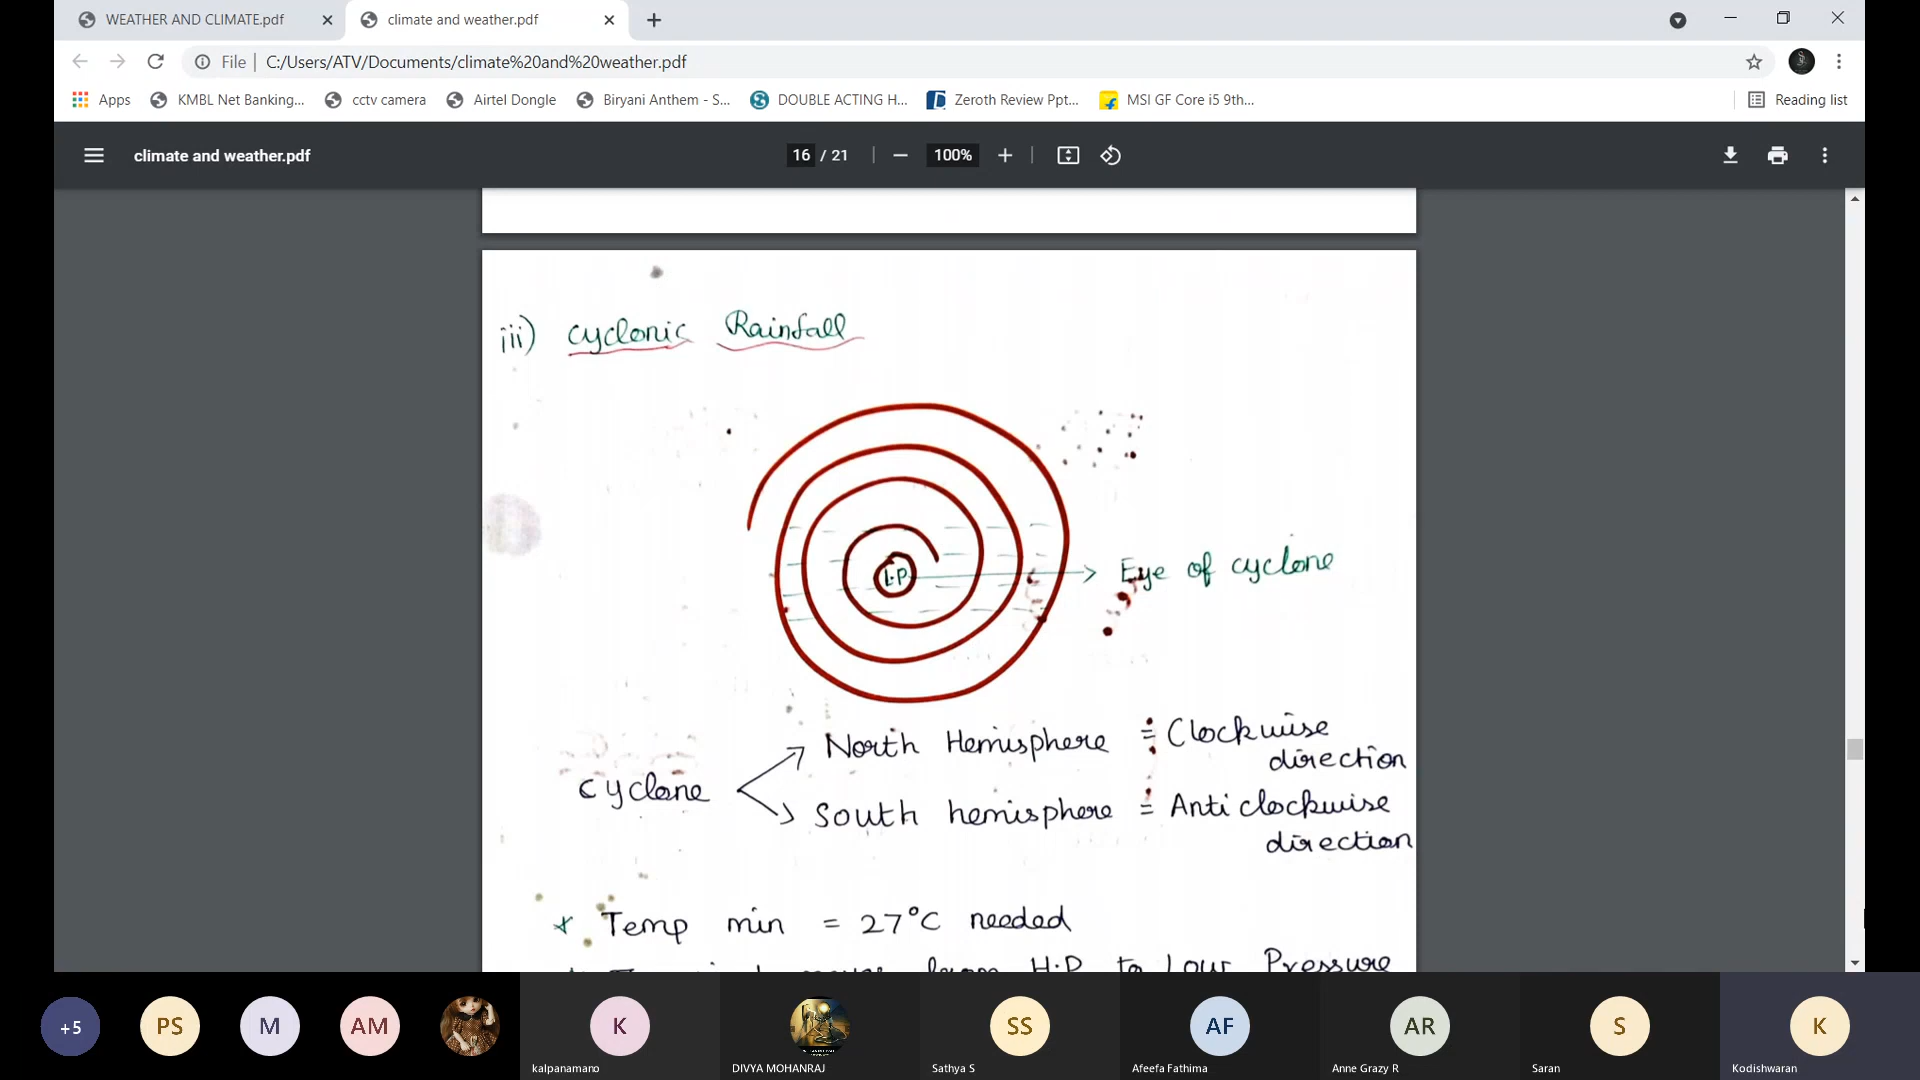 WEATHER AND CLIMATE.pdf
climate and weather.pdf
File | C:/Users/ATV/Documents/climate%20and%20weather.pdf
Apps KMBL Net Banking... cctv camera Airtel Dongle Biryani Anthem - S... DOUBLE ACTING H... Zeroth Review Ppt... MSI GF Core i5 9th... Reading list
climate and weather.pdf 16 / 21 100%
iii) cyclonic Rainfall
L.P
Eye of cyclone
North Hemisphere = Clockwise
direction
cyclone
South hemisphere = Anti clockwise
direction
* Temp min = 27°C needed
H.P to Low Pressure
+5 PS M AM K SS AF AR S K
kalpanamano DIVYA MOHANRAJ Sathya S Afeefa Fathima Anne Grazy R Saran Kodishwaran